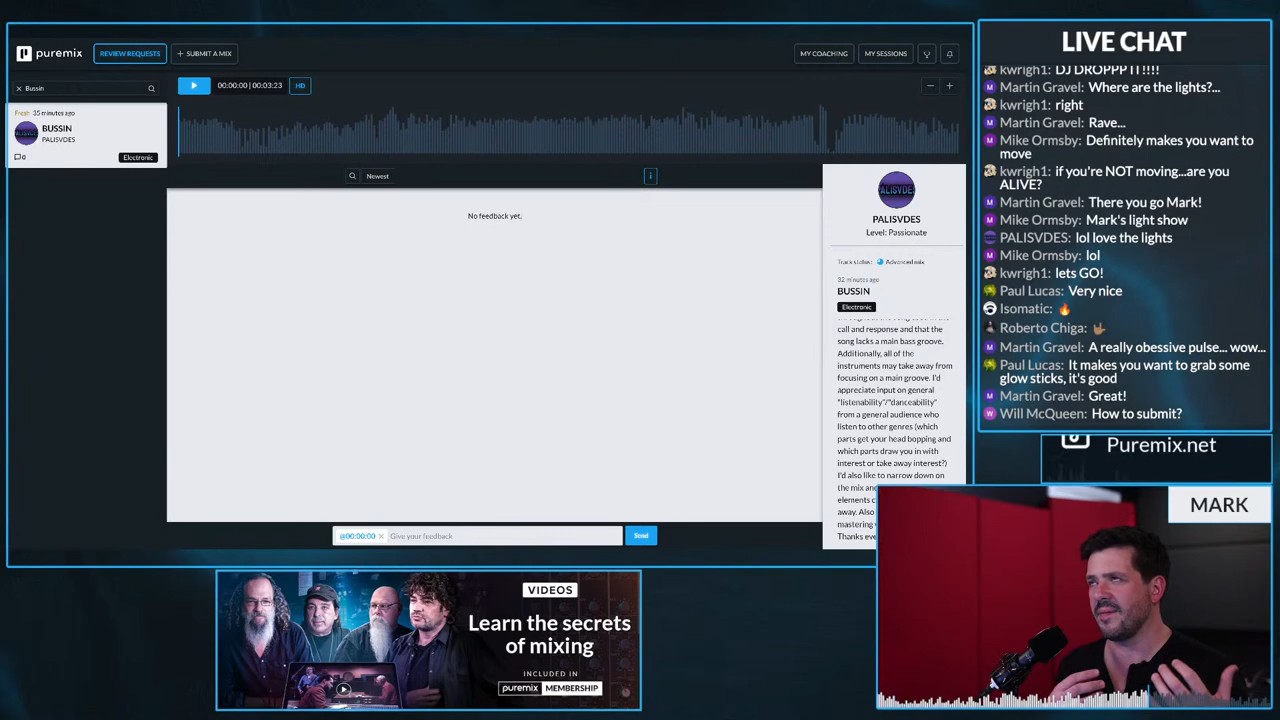 puremix
REVIEW REQUESTS
+ SUBMIT A MIX
MY COACHING
MY SESSIONS
× Bussin
00:00:00 | 00:03:23
HD
Fresh 35 minutes ago
BUSSIN
PALISVDES
0
Electronic
Newest
i
No feedback yet.
@00:00:00 ×
Give your feedback
Send
ALISVDE
PALISVDES
Level: Passionate
Track status: Advanced mix
32 minutes ago
BUSSIN
Electronic
call and response and that the
song lacks a main bass groove.
Additionally, all of the
instruments may take away from
focusing on a main groove. I'd
appreciate input on general
"listenability"/"danceability"
from a general audience who
listen to other genres (which
parts get your head bopping and
which parts draw you in with
interest or take away interest?)
I'd also like to narrow down on
the mix and
elements c
away. Also
mastering
Thanks eve
LIVE CHAT
kwrigh1: DJ DROPPP IT!!!!
Martin Gravel: Where are the lights?...
kwrigh1: right
Martin Gravel: Rave...
Mike Ormsby: Definitely makes you want to
move
kwrigh1: if you're NOT moving...are you
ALIVE?
Martin Gravel: There you go Mark!
Mike Ormsby: Mark's light show
PALISVDES: lol love the lights
Mike Ormsby: lol
kwrigh1: lets GO!
Paul Lucas: Very nice
Isomatic: 🔥
Roberto Chiga: 🤟
Martin Gravel: A really obessive pulse... wow...
Paul Lucas: It makes you want to grab some
glow sticks, it's good
Martin Gravel: Great!
Will McQueen: How to submit?
Puremix.net
MARK
VIDEOS
Learn the secrets
of mixing
INCLUDED IN
puremix MEMBERSHIP